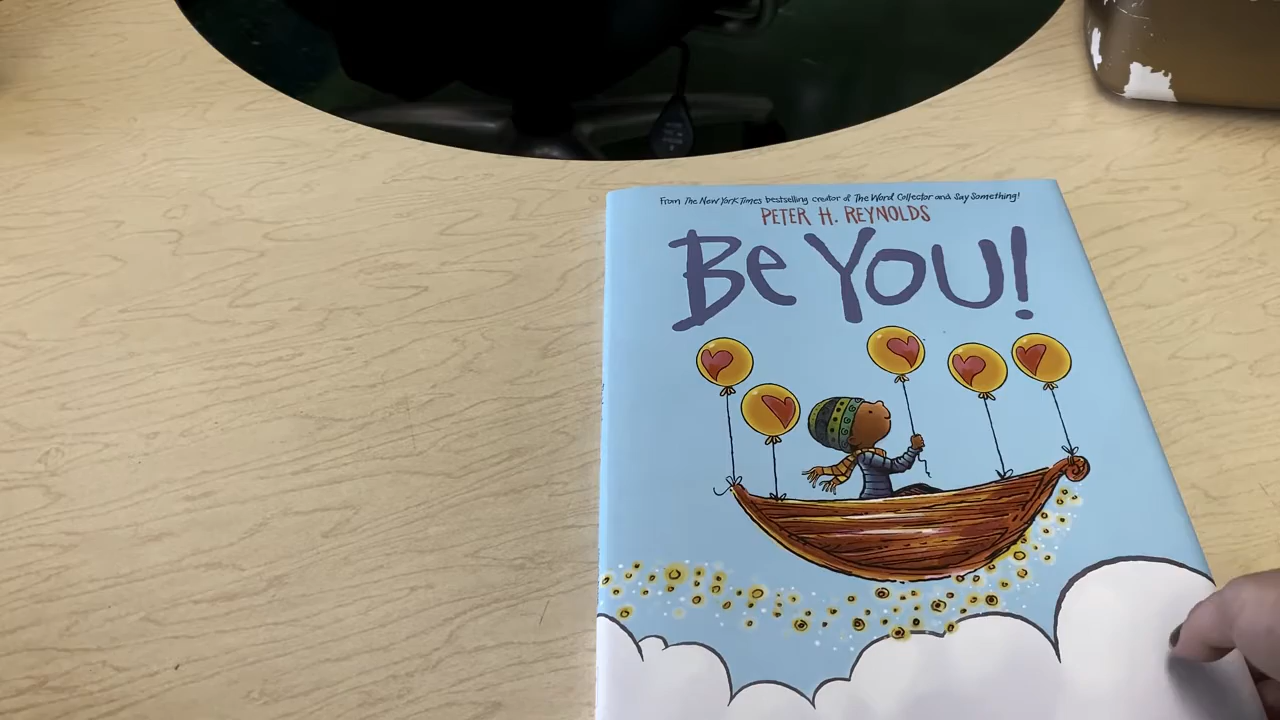 From The New York Times bestselling creator of The Word Collector and Say Something!
PETER H. REYNOLDS
Be You!